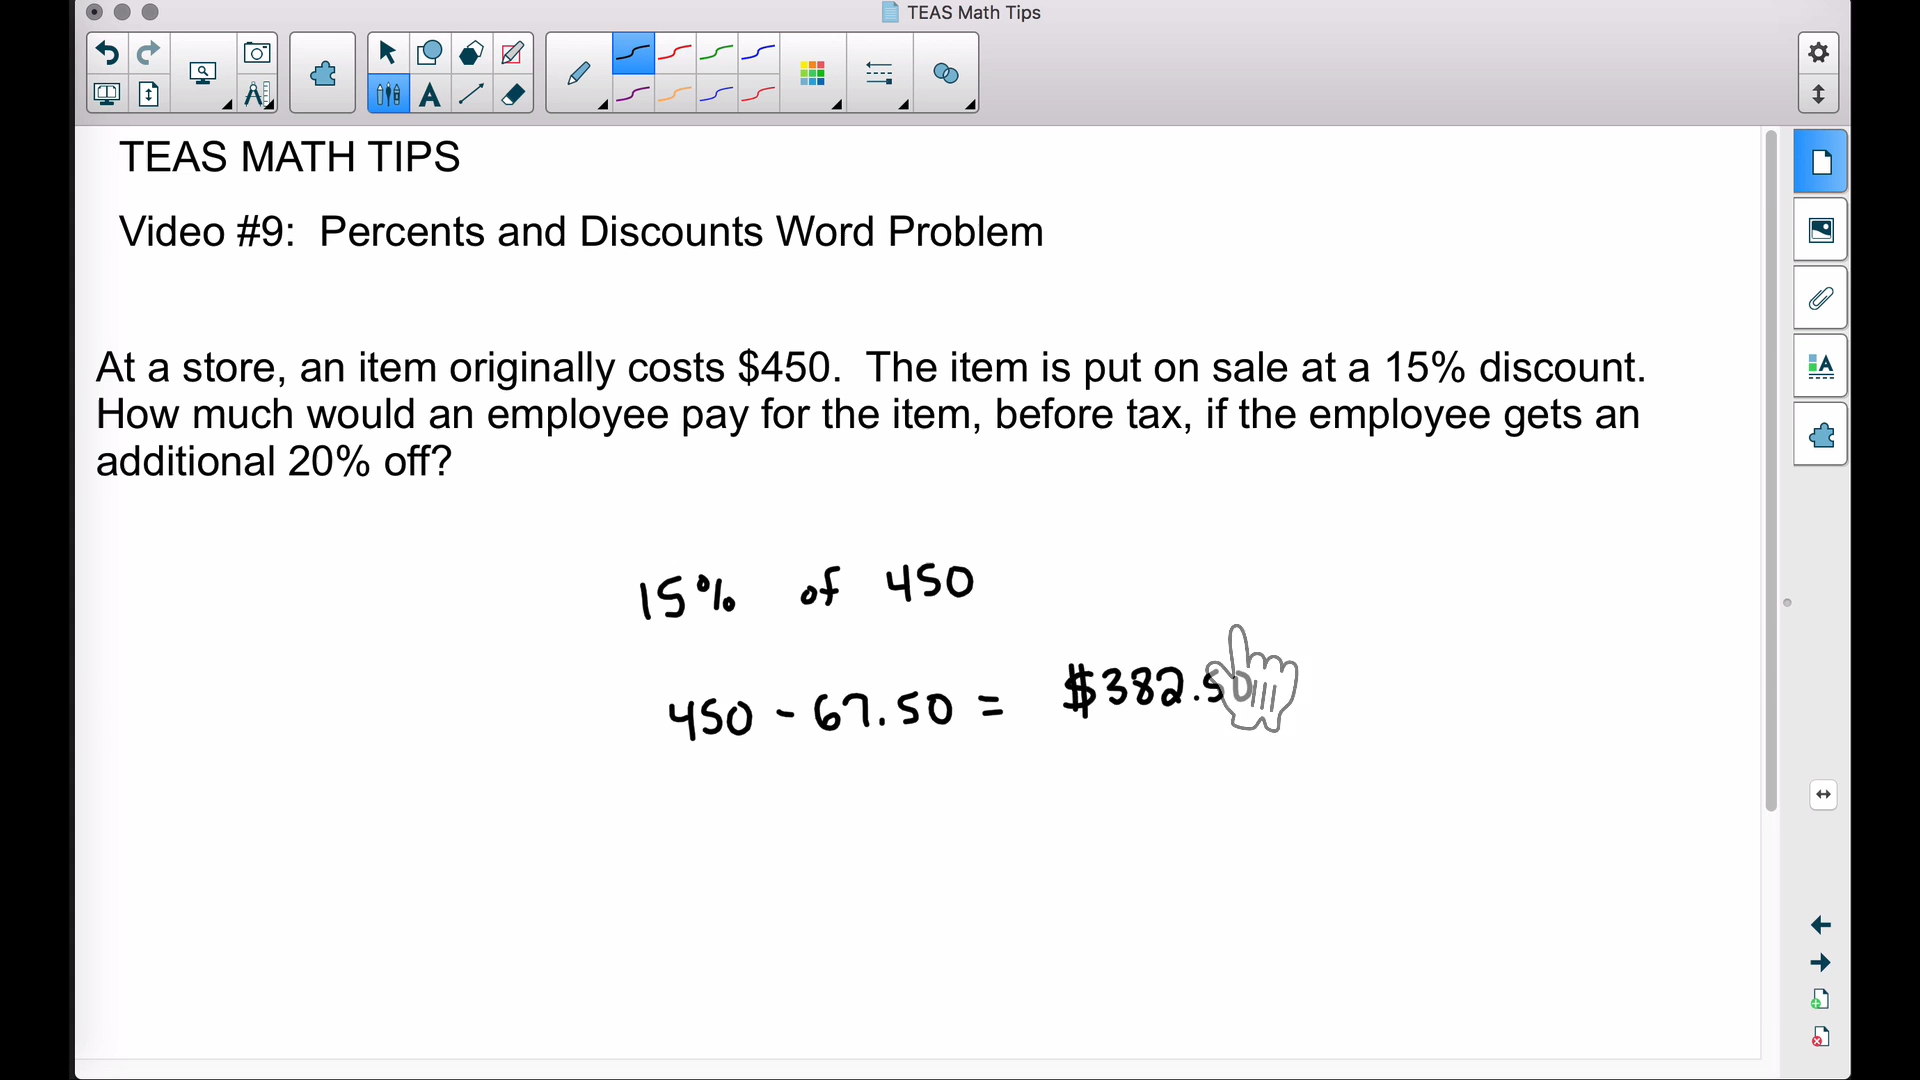 TEAS Math Tips
TEAS MATH TIPS
Video #9: Percents and Discounts Word Problem
At a store, an item originally costs $450. The item is put on sale at a 15% discount.
How much would an employee pay for the item, before tax, if the employee gets an
additional 20% off?
15% of 450
450 - 67.50 = $382.50